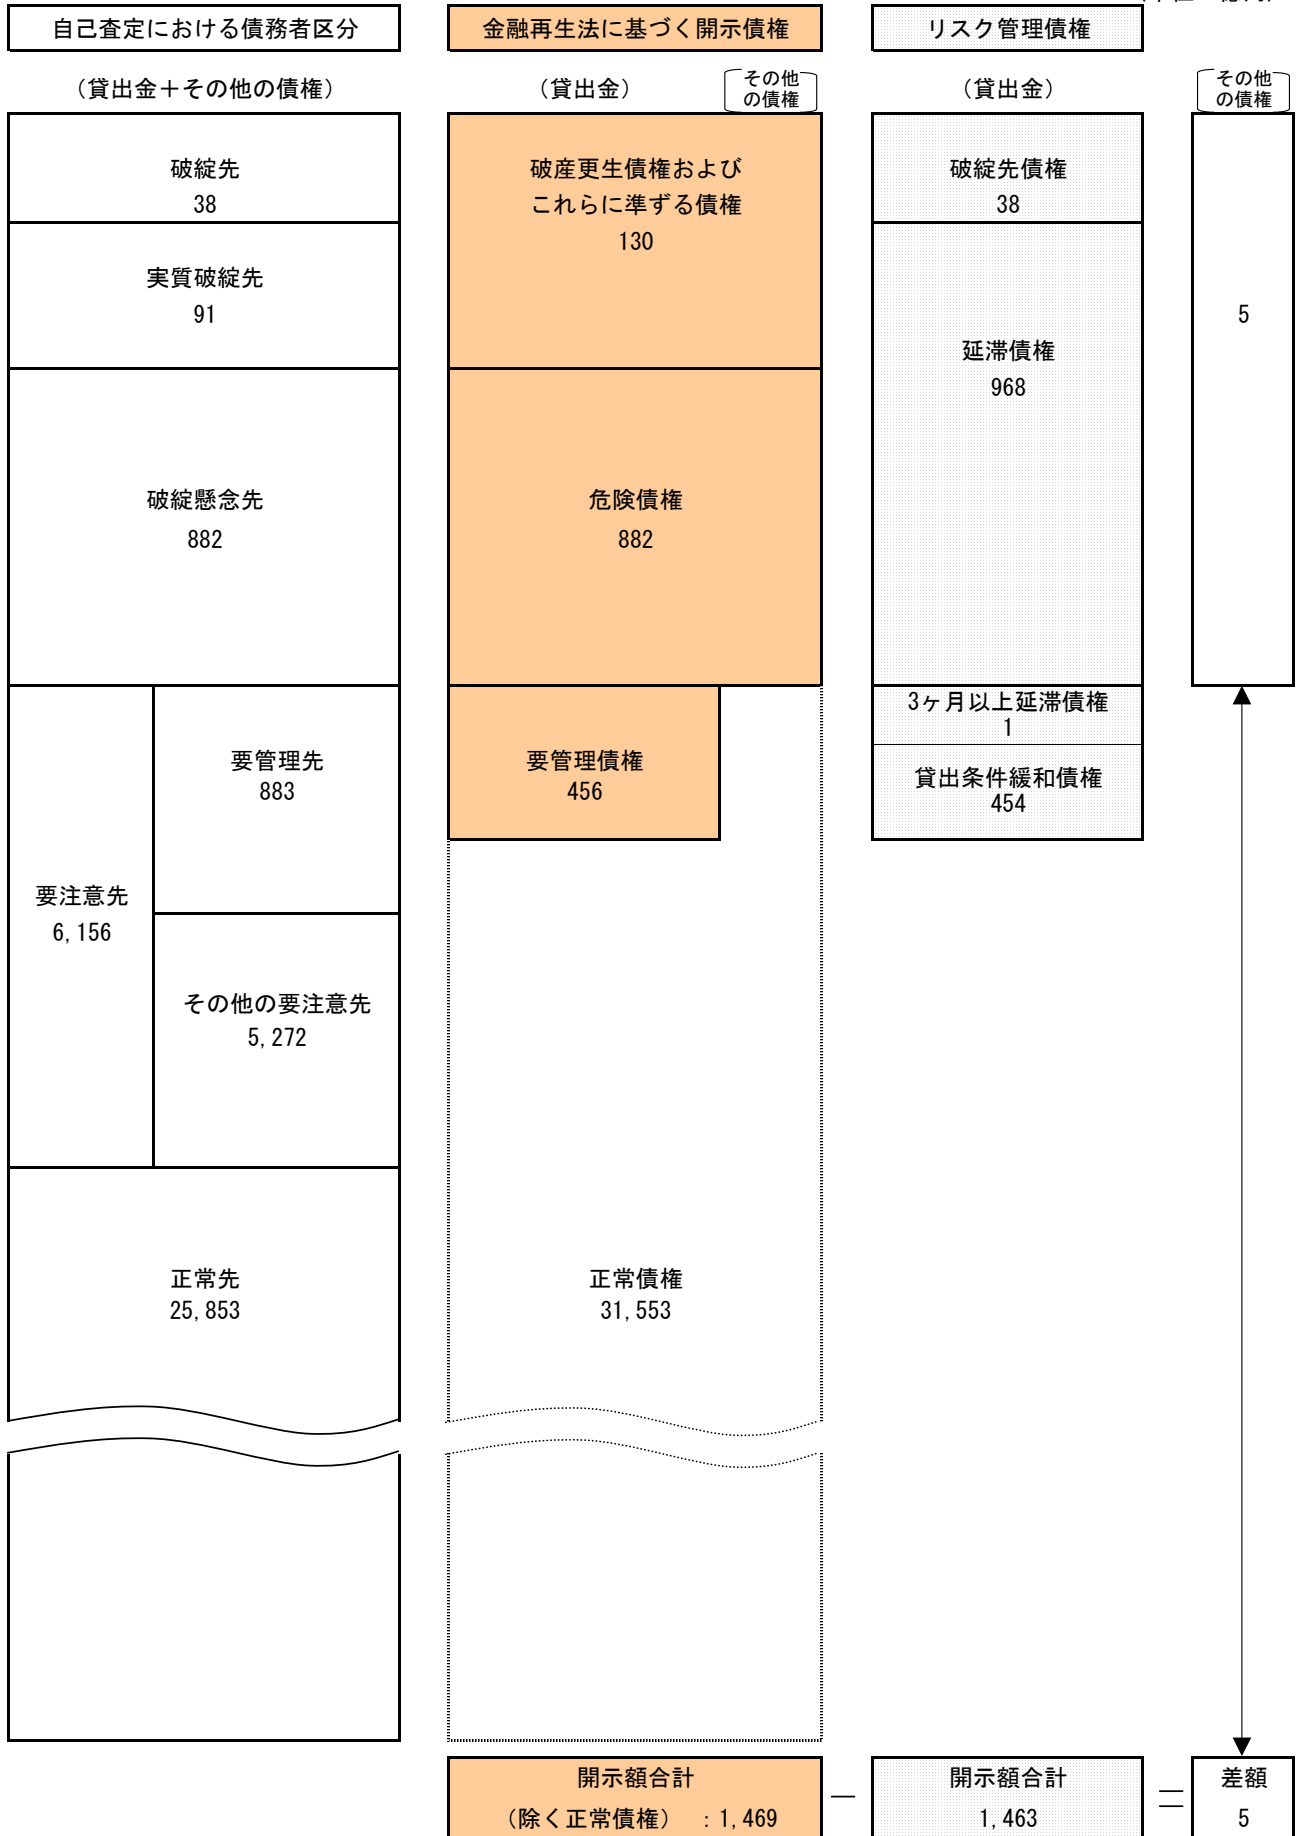 自己査定における債務者区分
金融再生法に基づく開示債権
リスク管理債権
（貸出金＋その他の債権）
（貸出金）
その他
の債権
（貸出金）
その他
の債権
破綻先
38
実質破綻先
91
破綻懸念先
882
要注意先
6,156
要管理先
883
その他の要注意先
5,272
正常先
25,853
破産更生債権および
これらに準ずる債権
130
危険債権
882
要管理債権
456
正常債権
31,553
破綻先債権
38
延滞債権
968
3ヶ月以上延滞債権
1
貸出条件緩和債権
454
5
開示額合計
（除く正常債権）　：1,469
－
開示額合計
1,463
＝
差額
5